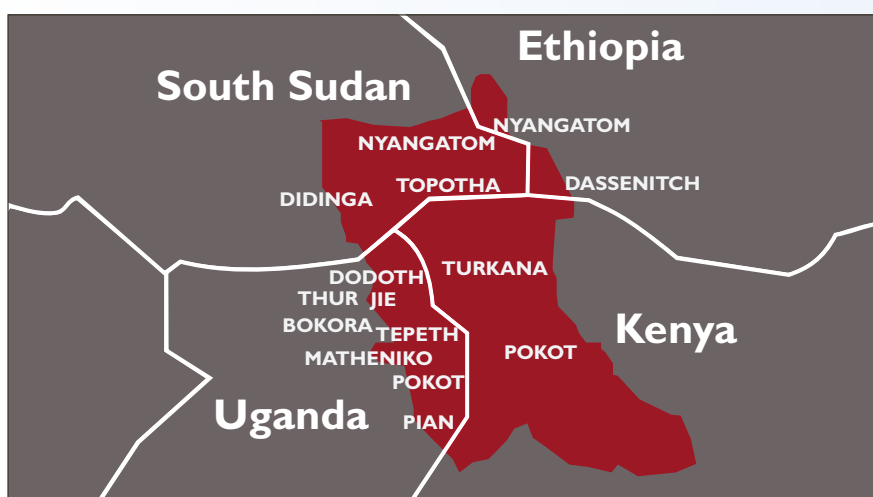 Ethiopia
South Sudan
NYANGATOM
NYANGATOM
TOPOTHA
DASSENITCH
DIDINGA
TURKANA
DODOTH
THUR JIE
BOKORA
TEPETH
Kenya
MATHENIKO
POKOT
POKOT
Uganda
PIAN